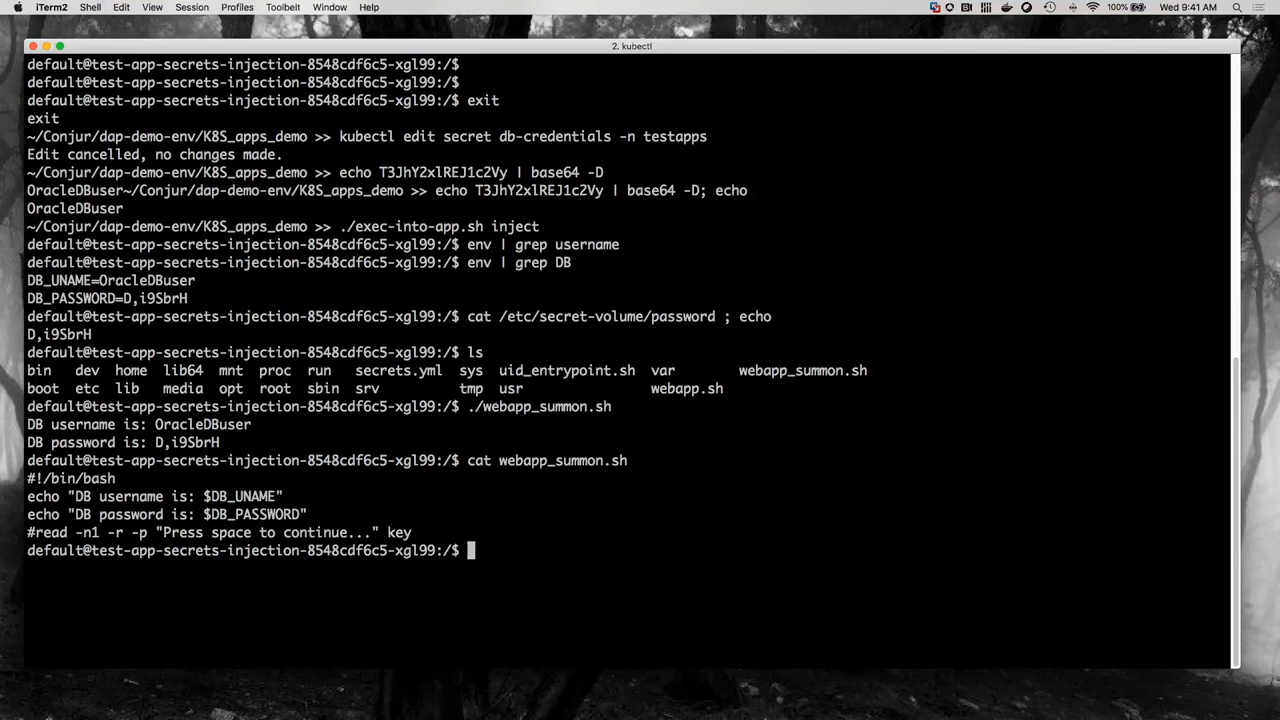 iTerm2 Shell Edit View Session Profiles Toolbelt Window Help 100% Wed 9:41 AM
2. kubectl
default@test-app-secrets-injection-8548cdf6c5-xgl99:/$
default@test-app-secrets-injection-8548cdf6c5-xgl99:/$
default@test-app-secrets-injection-8548cdf6c5-xgl99:/$ exit
exit
~/Conjur/dap-demo-env/K8S_apps_demo >> kubectl edit secret db-credentials -n testapps
Edit cancelled, no changes made.
~/Conjur/dap-demo-env/K8S_apps_demo >> echo T3JhY2xlREJ1c2Vy | base64 -D
OracleDBuser~/Conjur/dap-demo-env/K8S_apps_demo >> echo T3JhY2xlREJ1c2Vy | base64 -D; echo
OracleDBuser
~/Conjur/dap-demo-env/K8S_apps_demo >> ./exec-into-app.sh inject
default@test-app-secrets-injection-8548cdf6c5-xgl99:/$ env | grep username
default@test-app-secrets-injection-8548cdf6c5-xgl99:/$ env | grep DB
DB_UNAME=OracleDBuser
DB_PASSWORD=D,i9SbrH
default@test-app-secrets-injection-8548cdf6c5-xgl99:/$ cat /etc/secret-volume/password ; echo
D,i9SbrH
default@test-app-secrets-injection-8548cdf6c5-xgl99:/$ ls
bin dev home lib64 mnt proc run secrets.yml sys uid_entrypoint.sh var webapp_summon.sh
boot etc lib media opt root sbin srv tmp usr webapp.sh
default@test-app-secrets-injection-8548cdf6c5-xgl99:/$ ./webapp_summon.sh
DB username is: OracleDBuser
DB password is: D,i9SbrH
default@test-app-secrets-injection-8548cdf6c5-xgl99:/$ cat webapp_summon.sh
#!/bin/bash
echo "DB username is: $DB_UNAME"
echo "DB password is: $DB_PASSWORD"
#read -n1 -r -p "Press space to continue..." key
default@test-app-secrets-injection-8548cdf6c5-xgl99:/$